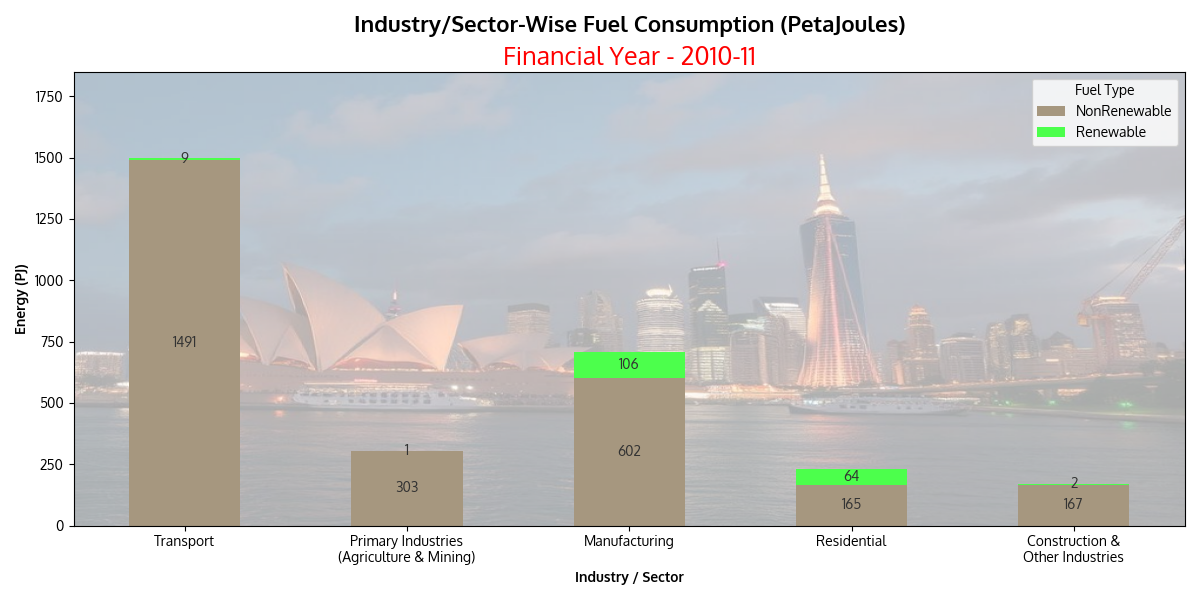 Industry/Sector-Wise Fuel Consumption (PetaJoules)
Financial Year - 2010-11
Fuel Type
NonRenewable
Renewable
Energy (PJ)
1750
1500
1250
1000
750
500
250
0
9
1491
1
303
106
602
64
165
2
167
Transport
Primary Industries
(Agriculture & Mining)
Manufacturing
Residential
Construction &
Other Industries
Industry / Sector